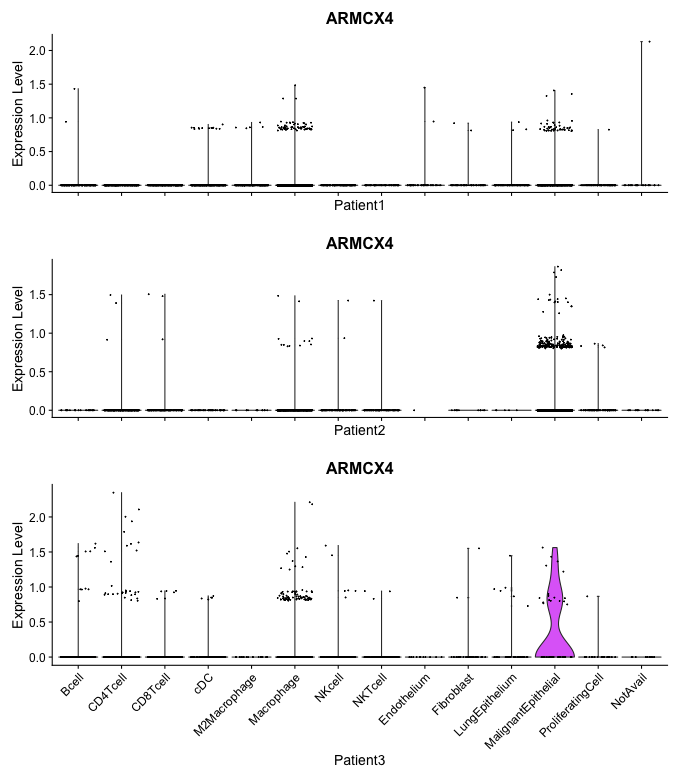 ARMCX4
Expression Level
2.0
1.5
1.0
0.5
0.0
Patient1
ARMCX4
Expression Level
1.5
1.0
0.5
0.0
Patient2
ARMCX4
Expression Level
2.0
1.5
1.0
0.5
0.0
Bcell
CD4Tcell
CD8Tcell
cDC
M2Macrophage
Macrophage
NKcell
NKTcell
Endothelium
Fibroblast
LungEpithelium
MalignantEpithelial
ProliferatingCell
NotAvail
Patient3